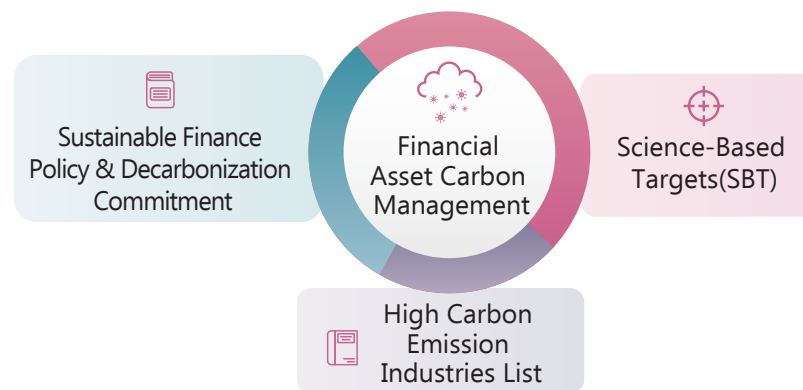 Sustainable Finance
Policy & Decarbonization
Commitment
Financial
Asset Carbon
Management
Science-Based
Targets(SBT)
High Carbon
Emission
Industries List